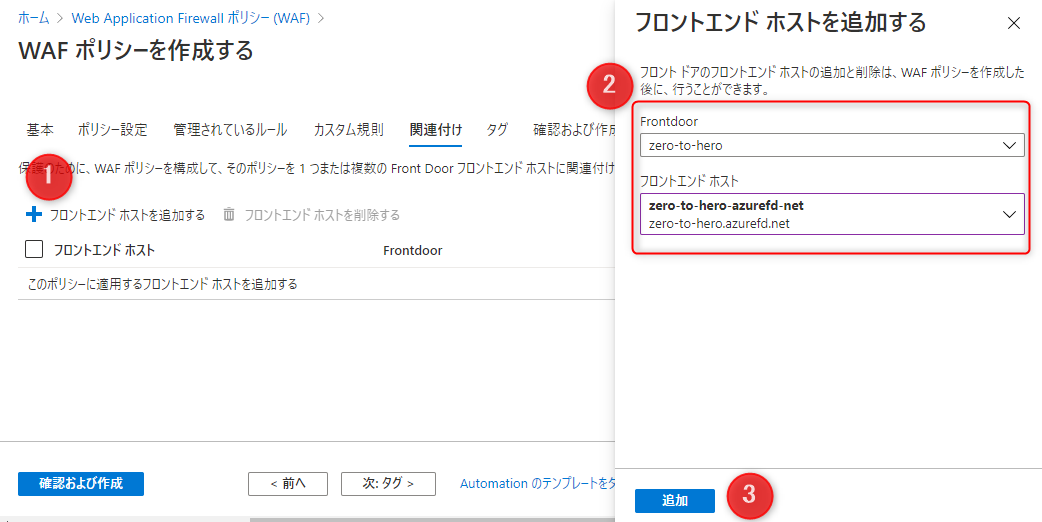 ホーム > Web Application Firewall ポリシー (WAF) >
WAF ポリシーを作成する
基本 ポリシー設定 管理されているルール カスタム規則 関連付け タグ 確認および作成
のために、WAF ポリシーを構成して、そのポリシーを 1 つまたは複数の Front Door フロントエンド ホストに関連付け
1
+ フロントエンド ホストを追加する フロントエンド ホストを削除する
フロントエンド ホスト Frontdoor
このポリシーに適用するフロントエンド ホストを追加する
確認および作成 < 前へ 次: タグ > Automation のテンプレートを
フロントエンド ホストを追加する
フロント ドアのフロントエンド ホストの追加と削除は、WAF ポリシーを作成した
後に、行うことができます。
2
Frontdoor
zero-to-hero
フロントエンド ホスト
zero-to-hero-azurefd-net
zero-to-hero.azurefd.net
追加
3